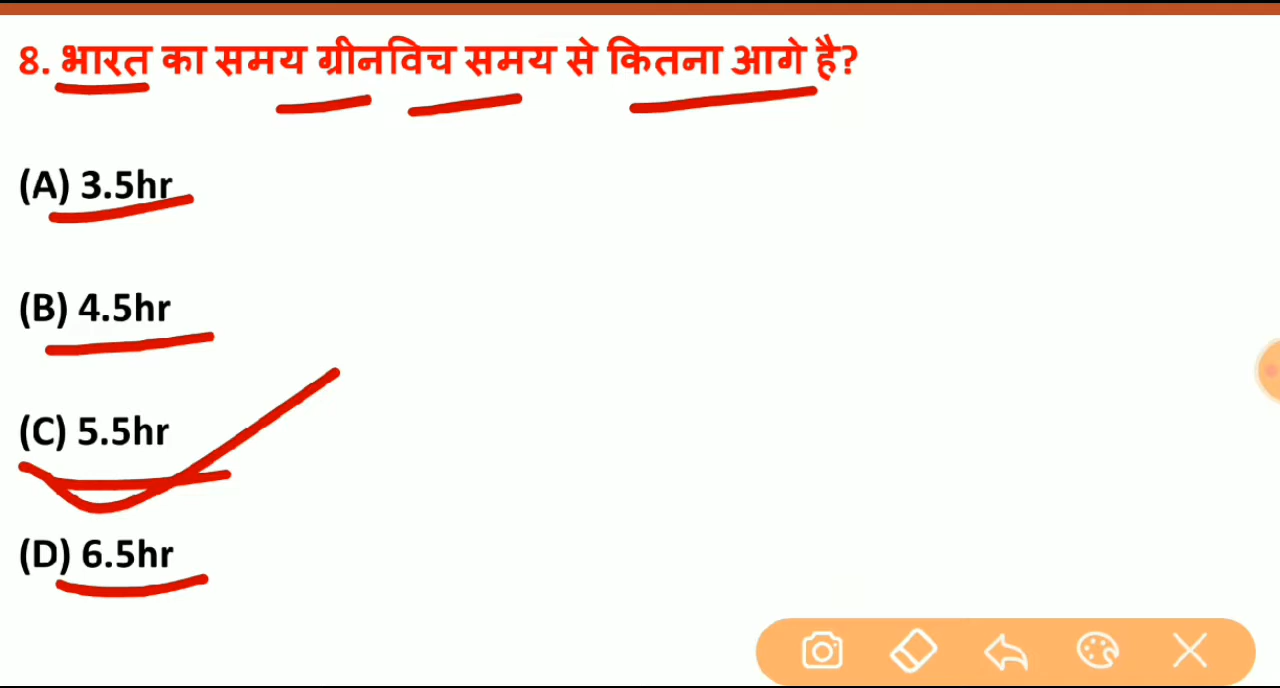 8. भारत का समय ग्रीनविच समय से कितना आगे है?
(A) 3.5hr
(B) 4.5hr
(C) 5.5hr
(D) 6.5hr